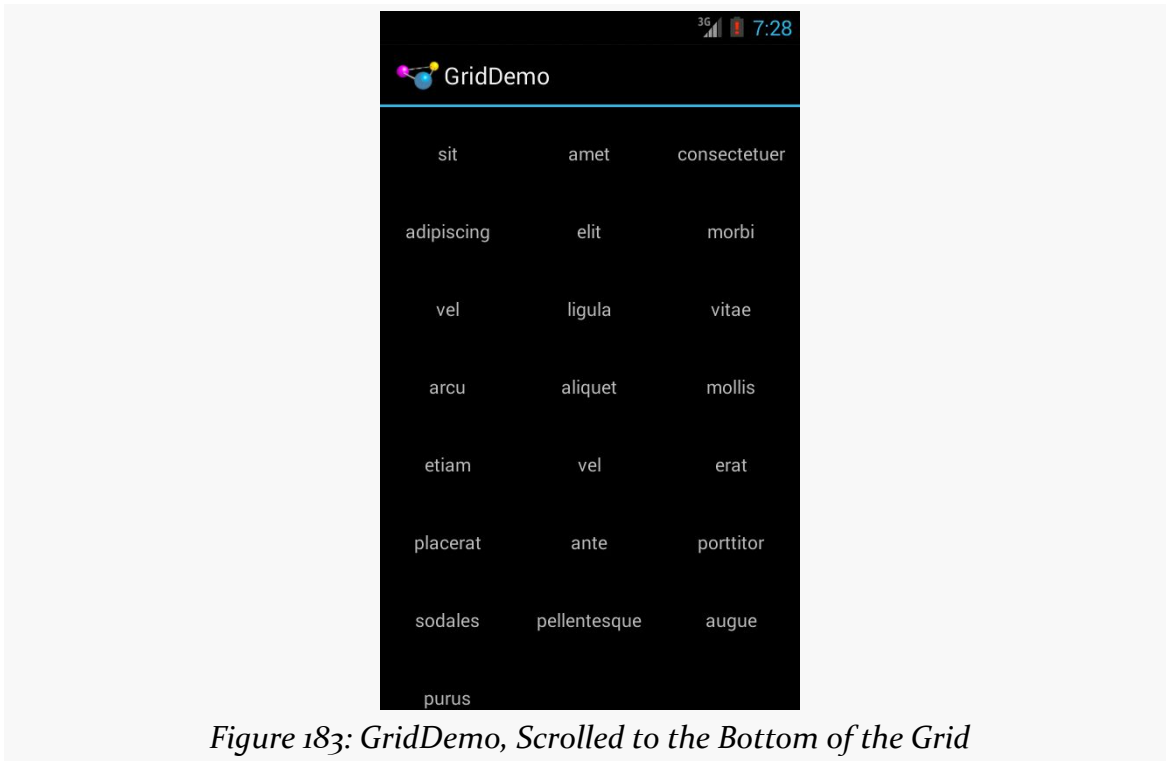 3G 7:28
GridDemo
sit amet consectetuer
adipiscing elit morbi
vel ligula vitae
arcu aliquet mollis
etiam vel erat
placerat ante porttitor
sodales pellentesque augue
purus
Figure 183: GridDemo, Scrolled to the Bottom of the Grid